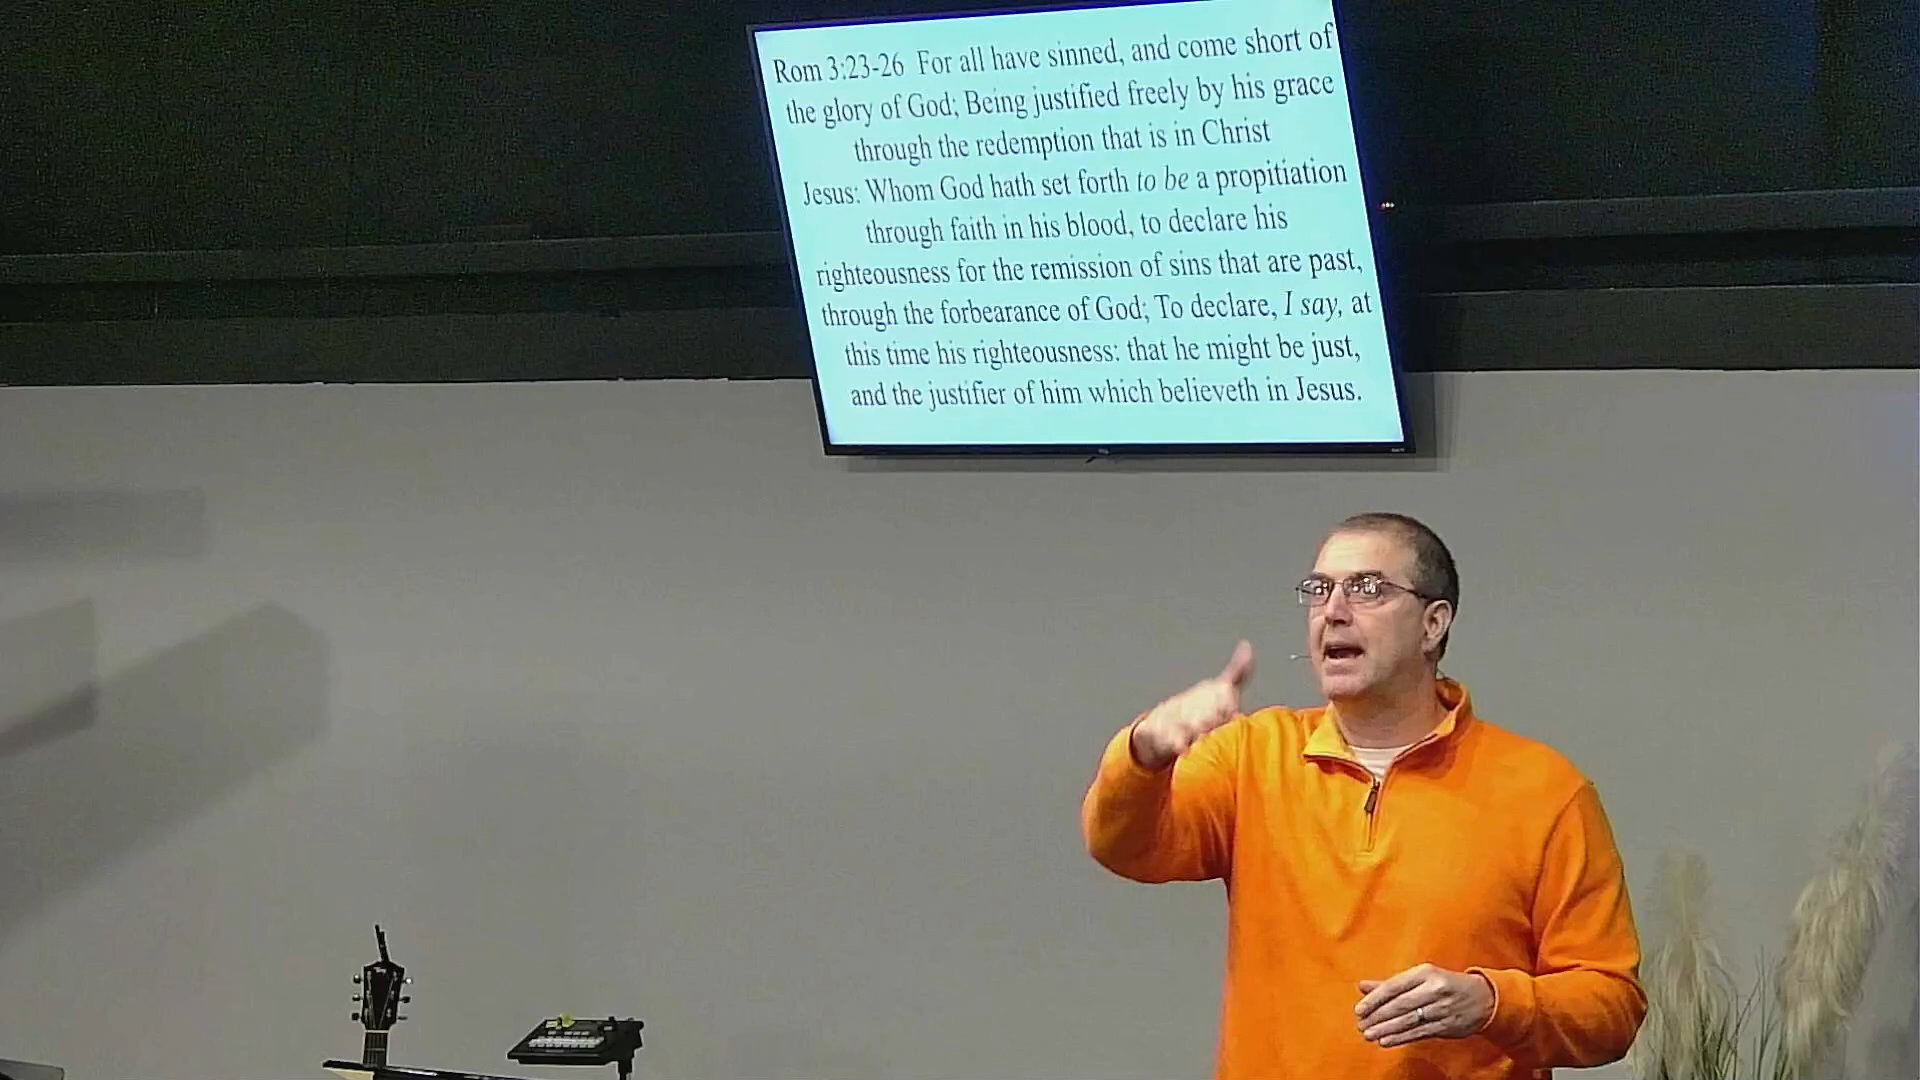 Rom 3:23-26 For all have sinned, and come short of
the glory of God; Being justified freely by his grace
through the redemption that is in Christ
Jesus: Whom God hath set forth to be a propitiation
through faith in his blood, to declare his
righteousness for the remission of sins that are past,
through the forbearance of God; To declare, I say, at
this time his righteousness: that he might be just,
and the justifier of him which believeth in Jesus.